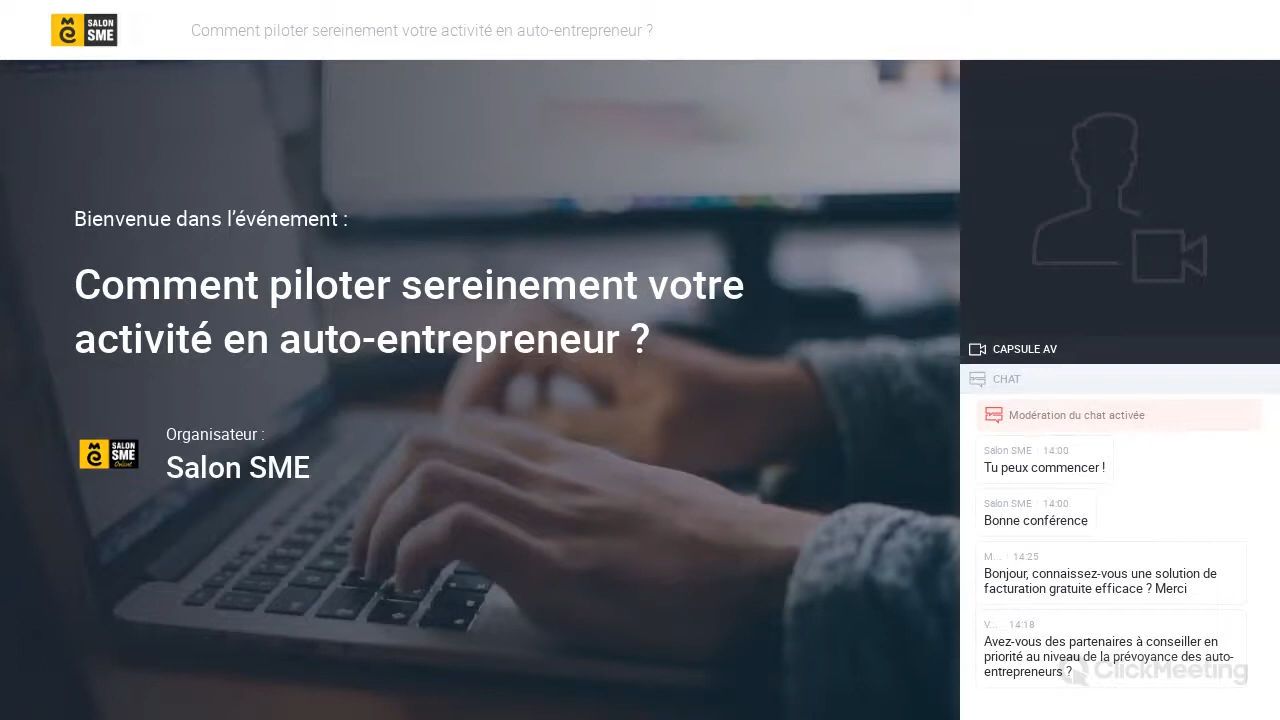 ME SALON SME
Comment piloter sereinement votre activité en auto-entrepreneur ?
Bienvenue dans l’événement :
Comment piloter sereinement votre
activité en auto-entrepreneur ?
Organisateur :
ME SALON SME Online!
Salon SME
CAPSULE AV
CHAT
Modération du chat activée
Salon SME 14:00
Tu peux commencer !
Salon SME 14:00
Bonne conférence
M... 14:25
Bonjour, connaissez-vous une solution de
facturation gratuite efficace ? Merci
V... 14:18
Avez-vous des partenaires à conseiller en
priorité au niveau de la prévoyance des auto-
entrepreneurs ?
ClickMeeting